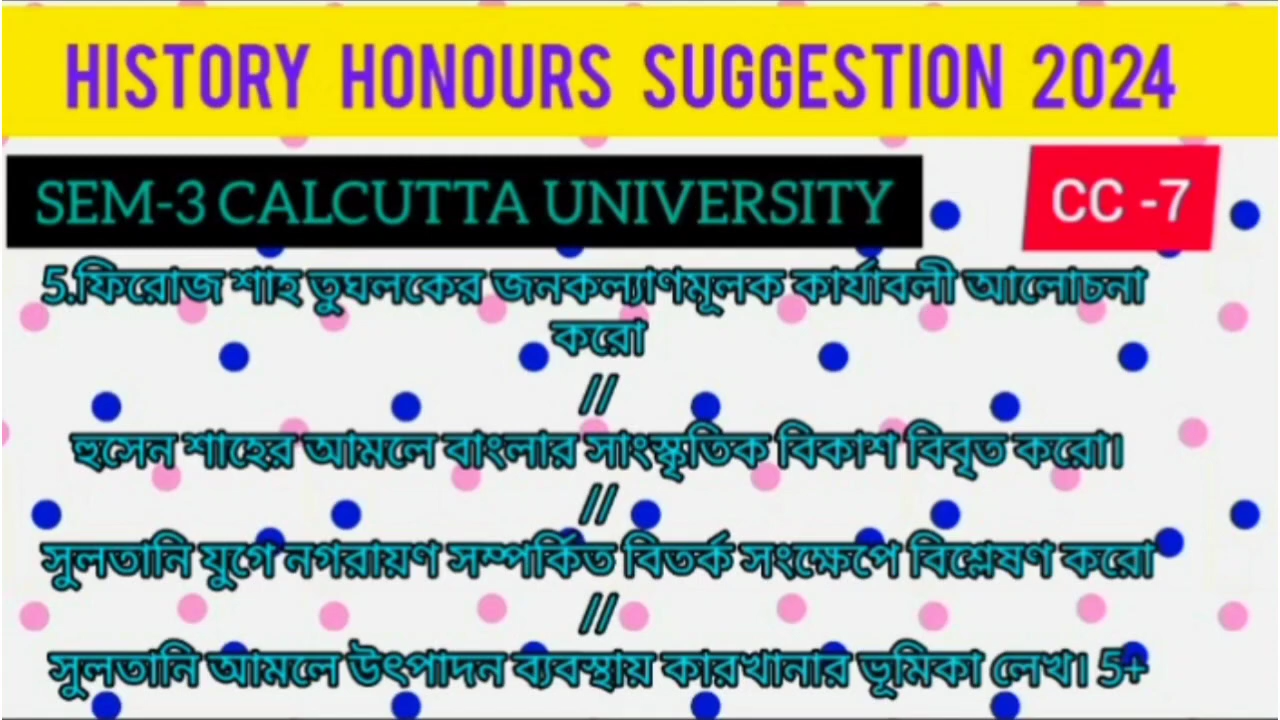 HISTORY HONOURS SUGGESTION 2024
SEM-3 CALCUTTA UNIVERSITY
CC -7
5.ফিরোজ শাহ তুঘলকের জনকল্যাণমূলক কার্যাবলী আলোচনা
করো
//
হুসেন শাহের আমলে বাংলার সাংস্কৃতিক বিকাশ বিবৃত করো।
//
সুলতানি যুগে নগরায়ণ সম্পর্কিত বিতর্ক সংক্ষেপে বিশ্লেষণ করো
//
সুলতানি আমলে উৎপাদন ব্যবস্থায় কারখানার ভূমিকা লেখ। 5+